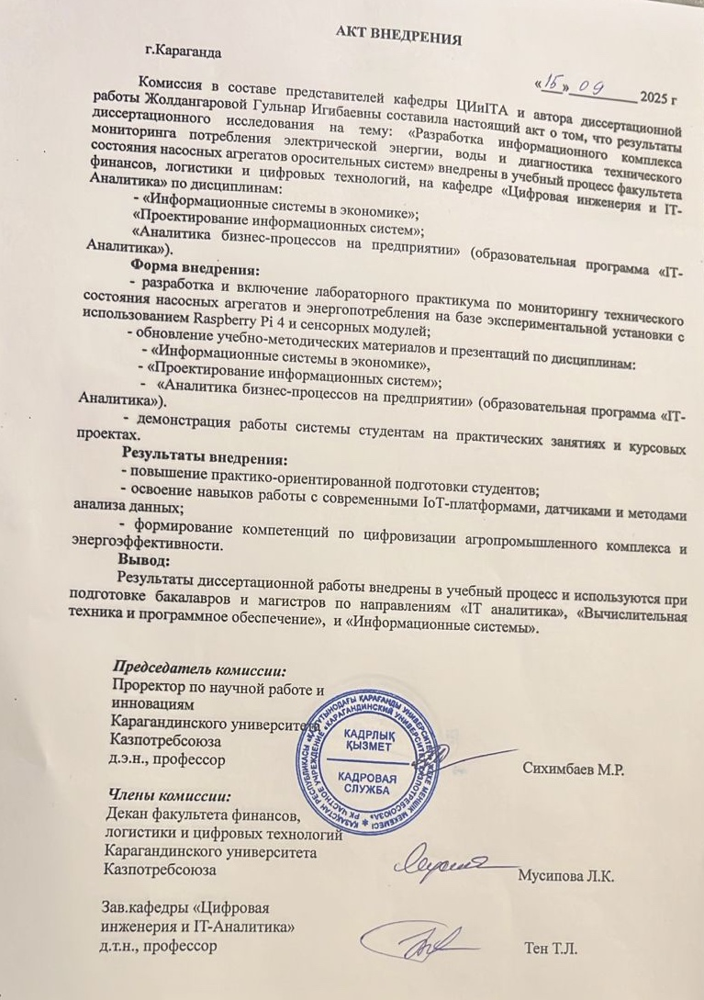 АКТ ВНЕДРЕНИЯ
г.Караганда
«15» 09 2025 г
Комиссия в составе представителей кафедры ЦИиITA и автора диссертационной
работы Жолдангаровой Гульнар Игибаевны составила настоящий акт о том, что результаты
диссертационного исследования на тему: «Разработка информационного комплекса
мониторинга потребления электрической энергии, воды и диагностика технического
состояния насосных агрегатов оросительных систем» внедрены в учебный процесс факультета
финансов, логистики и цифровых технологий, на кафедре «Цифровая инженерия и IT-
Аналитика» по дисциплинам:
- «Информационные системы в экономике»;
«Проектирование информационных систем»;
«Аналитика бизнес-процессов на предприятии» (образовательная программа «IT-
Аналитика»).
Форма внедрения:
- разработка и включение лабораторного практикума по мониторингу технического
состояния насосных агрегатов и энергопотребления на базе экспериментальной установки с
использованием Raspberry Pi 4 и сенсорных модулей;
- обновление учебно-методических материалов и презентаций по дисциплинам:
- «Информационные системы в экономике»,
- «Проектирование информационных систем»;
- «Аналитика бизнес-процессов на предприятии» (образовательная программа «IT-
Аналитика»).
- демонстрация работы системы студентам на практических занятиях и курсовых
проектах.
Результаты внедрения:
- повышение практико-ориентированной подготовки студентов;
- освоение навыков работы с современными IoT-платформами, датчиками и методами
анализа данных;
- формирование компетенций по цифровизации агропромышленного комплекса и
энергоэффективности.
Вывод:
Результаты диссертационной работы внедрены в учебный процесс и используются при
подготовке бакалавров и магистров по направлениям «IT аналитика», «Вычислительная
техника и программное обеспечение», и «Информационные системы».
Председатель комиссии:
Проректор по научной работе и
инновациям
Карагандинского университета
Казпотребсоюза
д.э.н., профессор
Сихимбаев М.Р.
КАДРЛЫҚ
ҚЫЗМЕТ
КАДРОВАЯ
СЛУЖБА
Члены комиссии:
Декан факультета финансов,
логистики и цифровых технологий
Карагандинского университета
Казпотребсоюза
Мусипова Л.К.
Зав.кафедры «Цифровая
инженерия и IT-Аналитика»
д.т.н., профессор
Тен Т.Л.